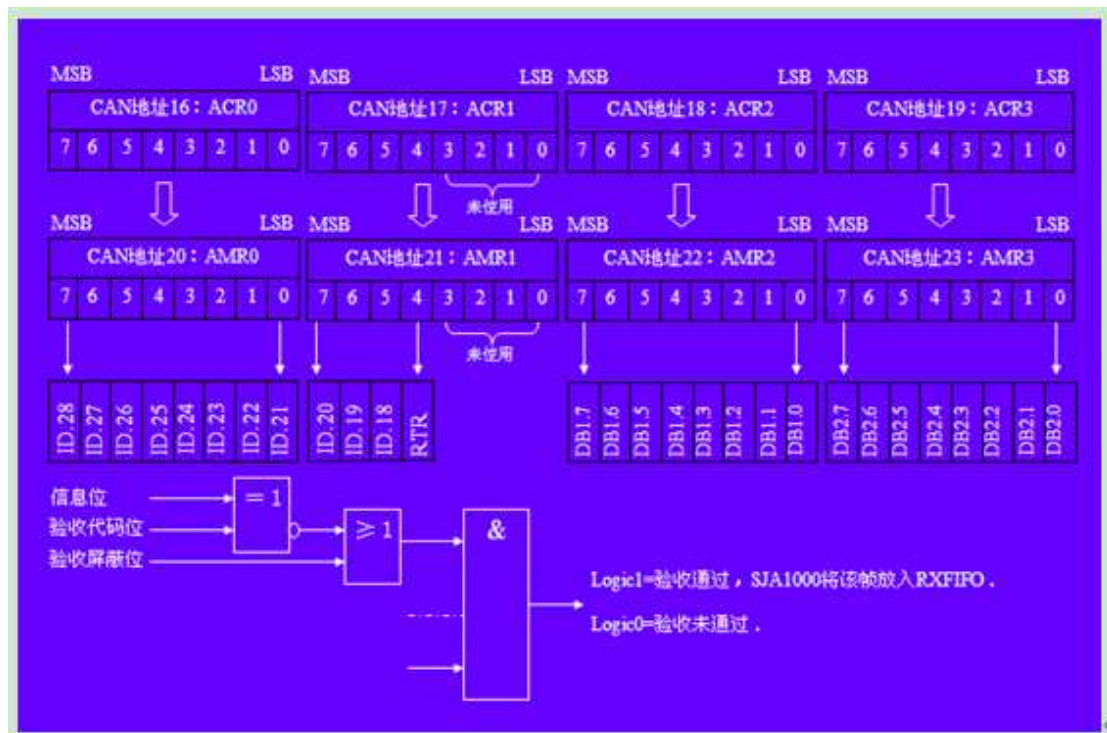 MSB LSB MSB LSB MSB LSB MSB LSB
CAN地址16：ACR0 CAN地址17：ACR1 CAN地址18：ACR2 CAN地址19：ACR3
7 6 5 4 3 2 1 0 7 6 5 4 3 2 1 0 7 6 5 4 3 2 1 0 7 6 5 4 3 2 1 0
未使用
MSB LSB MSB LSB MSB LSB MSB LSB
CAN地址20：AMR0 CAN地址21：AMR1 CAN地址22：AMR2 CAN地址23：AMR3
7 6 5 4 3 2 1 0 7 6 5 4 3 2 1 0 7 6 5 4 3 2 1 0 7 6 5 4 3 2 1 0
未使用
ID.28 ID.27 ID.26 ID.25 ID.24 ID.23 ID.22 ID.21 ID.20 ID.19 ID.18 RTR DB1.7 DB1.6 DB1.5 DB1.4 DB1.3 DB1.2 DB1.1 DB1.0 DB2.7 DB2.6 DB2.5 DB2.4 DB2.3 DB2.2 DB2.1 DB2.0
信息位 ＝1
验收代码位 ≥1 &
验收屏蔽位
Logic1=验收通过，SJA1000将该帧放入RXFIFO．
Logic0=验收未通过．